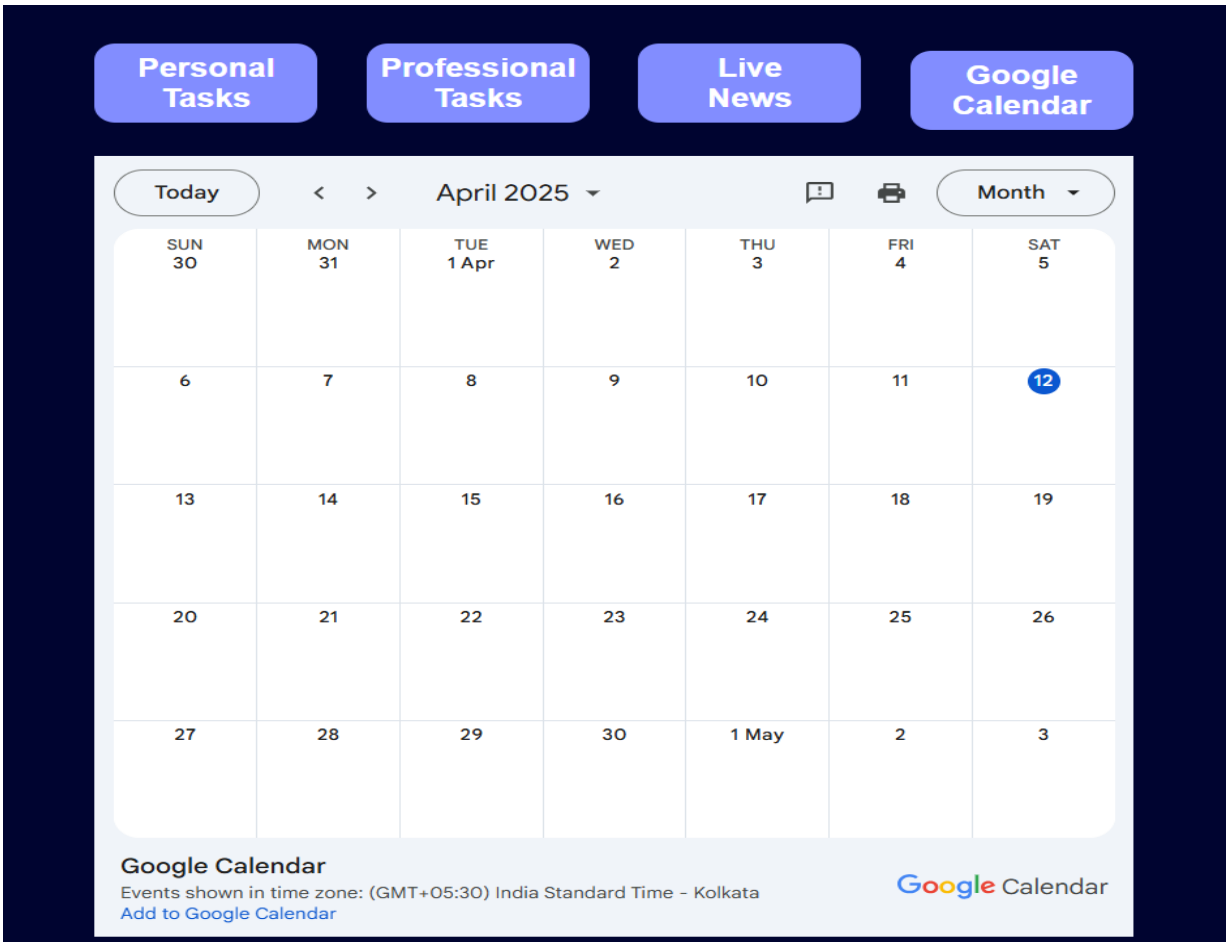 Personal
Tasks
Professional
Tasks
Live
News
Google
Calendar
Today < > April 2025 Month
SUN MON TUE WED THU FRI SAT
30 31 1 Apr 2 3 4 5
6 7 8 9 10 11 12
13 14 15 16 17 18 19
20 21 22 23 24 25 26
27 28 29 30 1 May 2 3
Google Calendar
Events shown in time zone: (GMT+05:30) India Standard Time - Kolkata
Add to Google Calendar
Google Calendar